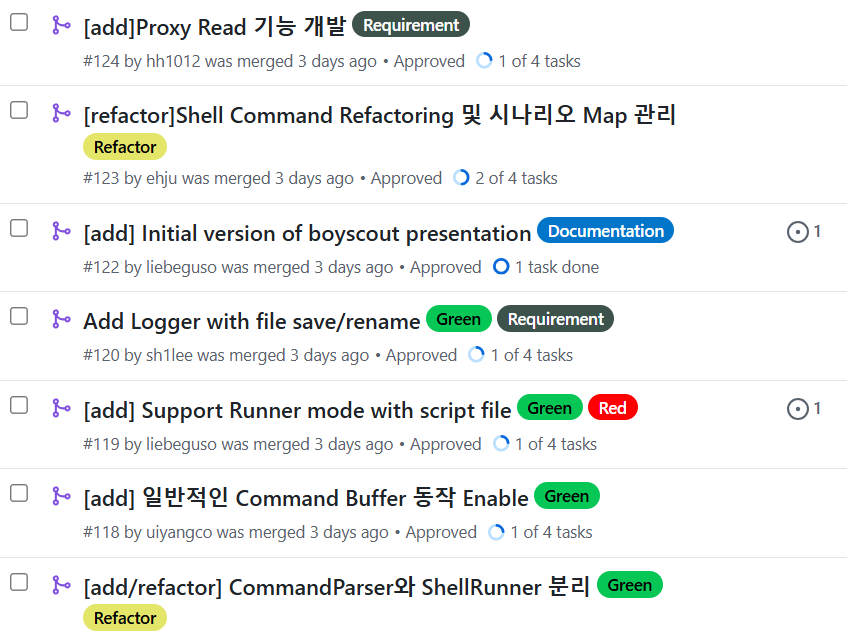 [add]Proxy Read 기능 개발 Requirement
#124 by hh1012 was merged 3 days ago • Approved 1 of 4 tasks
[refactor]Shell Command Refactoring 및 시나리오 Map 관리
Refactor
#123 by ehju was merged 3 days ago • Approved 2 of 4 tasks
[add] Initial version of boyscout presentation Documentation 1
#122 by liebeguso was merged 3 days ago • Approved 1 task done
Add Logger with file save/rename Green Requirement
#120 by sh1lee was merged 3 days ago • Approved 1 of 4 tasks
[add] Support Runner mode with script file Green Red 1
#119 by liebeguso was merged 3 days ago • Approved 1 of 4 tasks
[add] 일반적인 Command Buffer 동작 Enable Green
#118 by uiyangco was merged 3 days ago • Approved 1 of 4 tasks
[add/refactor] CommandParser와 ShellRunner 분리 Green
Refactor